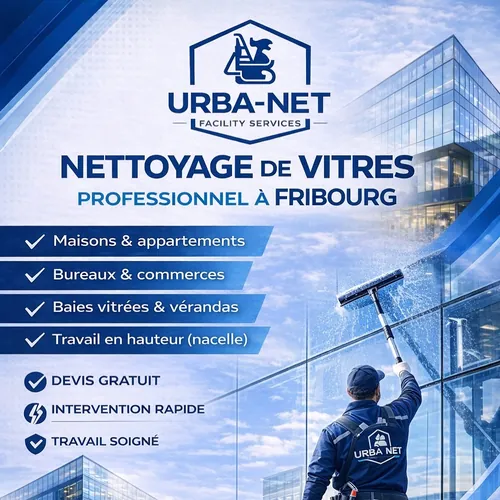 URBA-NET
FACILITY SERVICES
NETTOYAGE DE VITRES
PROFESSIONNEL À FRIBOURG
Maisons & appartements
Bureaux & commerces
Baies vitrées & vérandas
Travail en hauteur (nacelle)
DEVIS GRATUIT
INTERVENTION RAPIDE
TRAVAIL SOIGNÉ
URBA NET